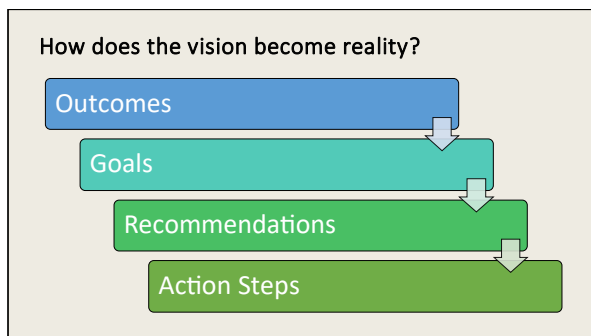 How does the vision become reality?
Outcomes
Goals
Recommendations
Action Steps